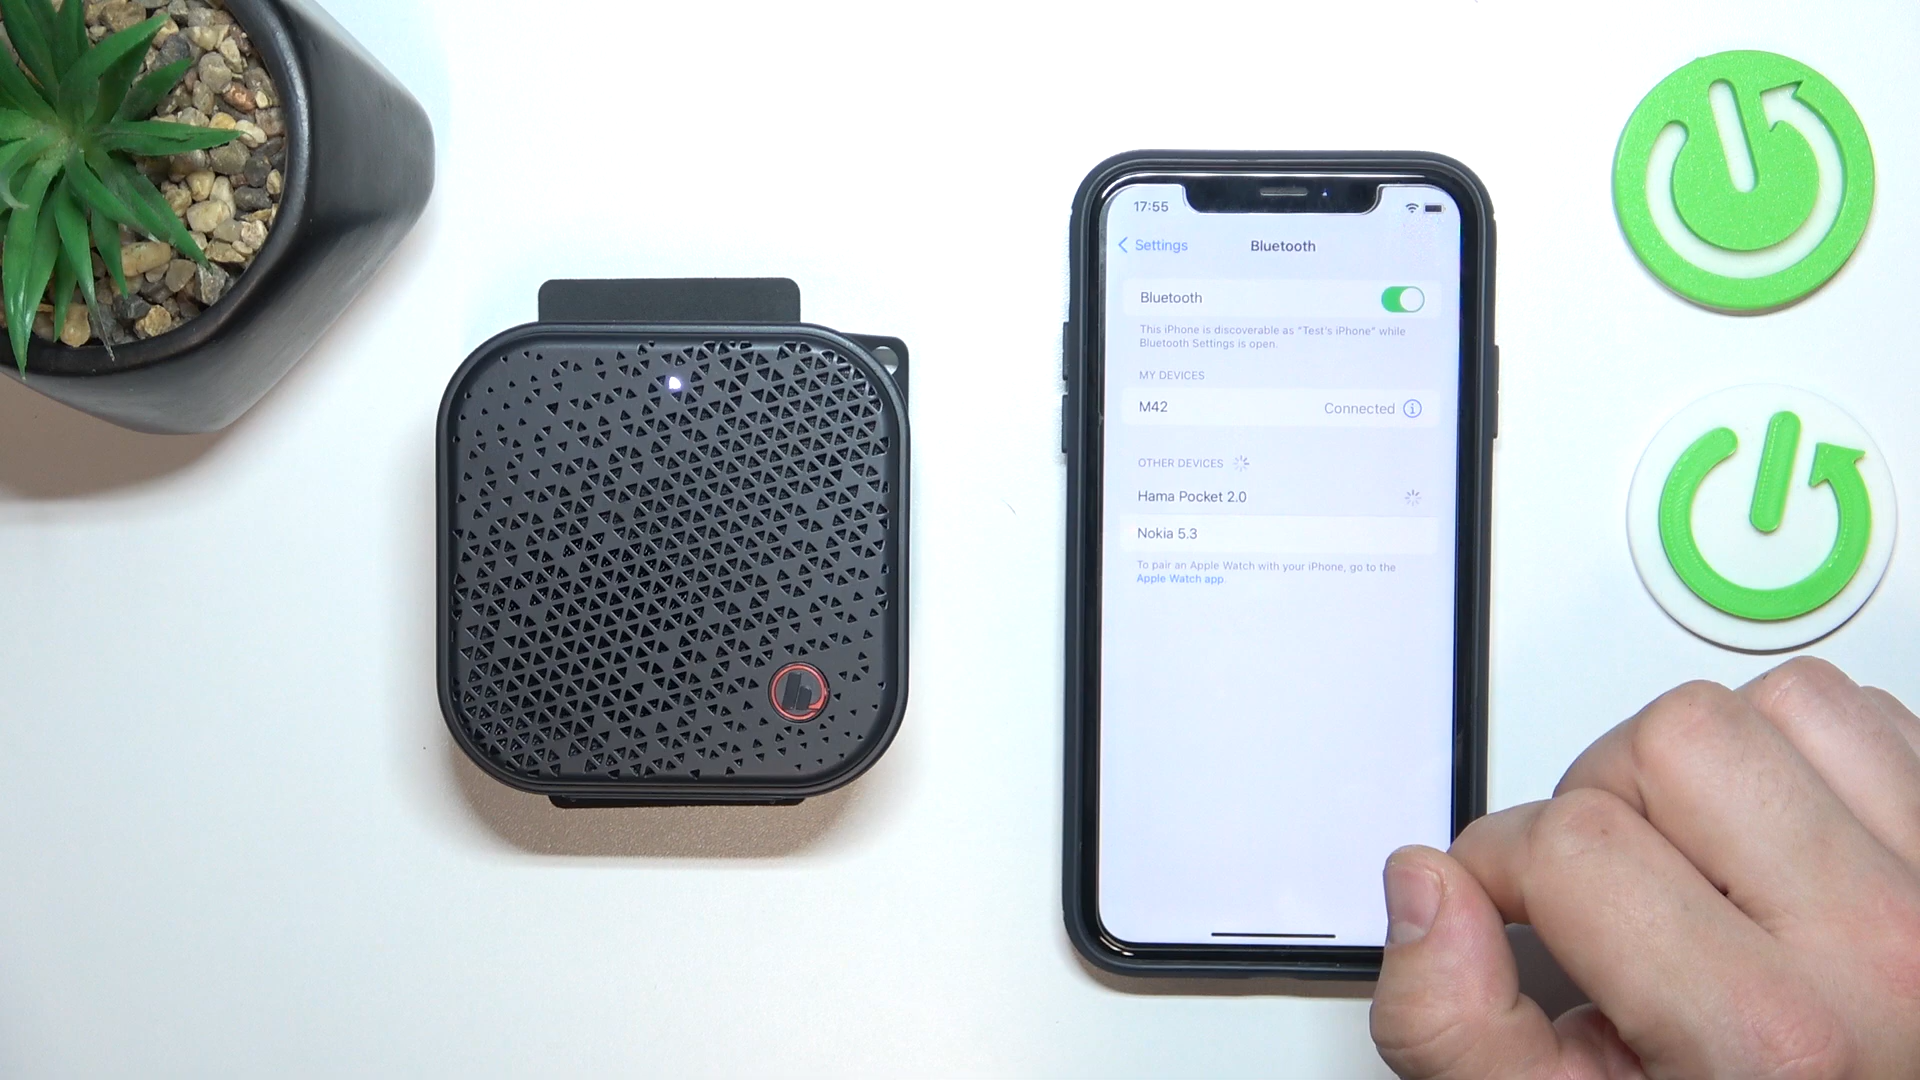 17:55
Settings
Bluetooth
Bluetooth
This iPhone is discoverable as "Test's iPhone" while
Bluetooth Settings is open.
MY DEVICES
M42
Connected
OTHER DEVICES
Hama Pocket 2.0
Nokia 5.3
To pair an Apple Watch with your iPhone, go to the
Apple Watch app.